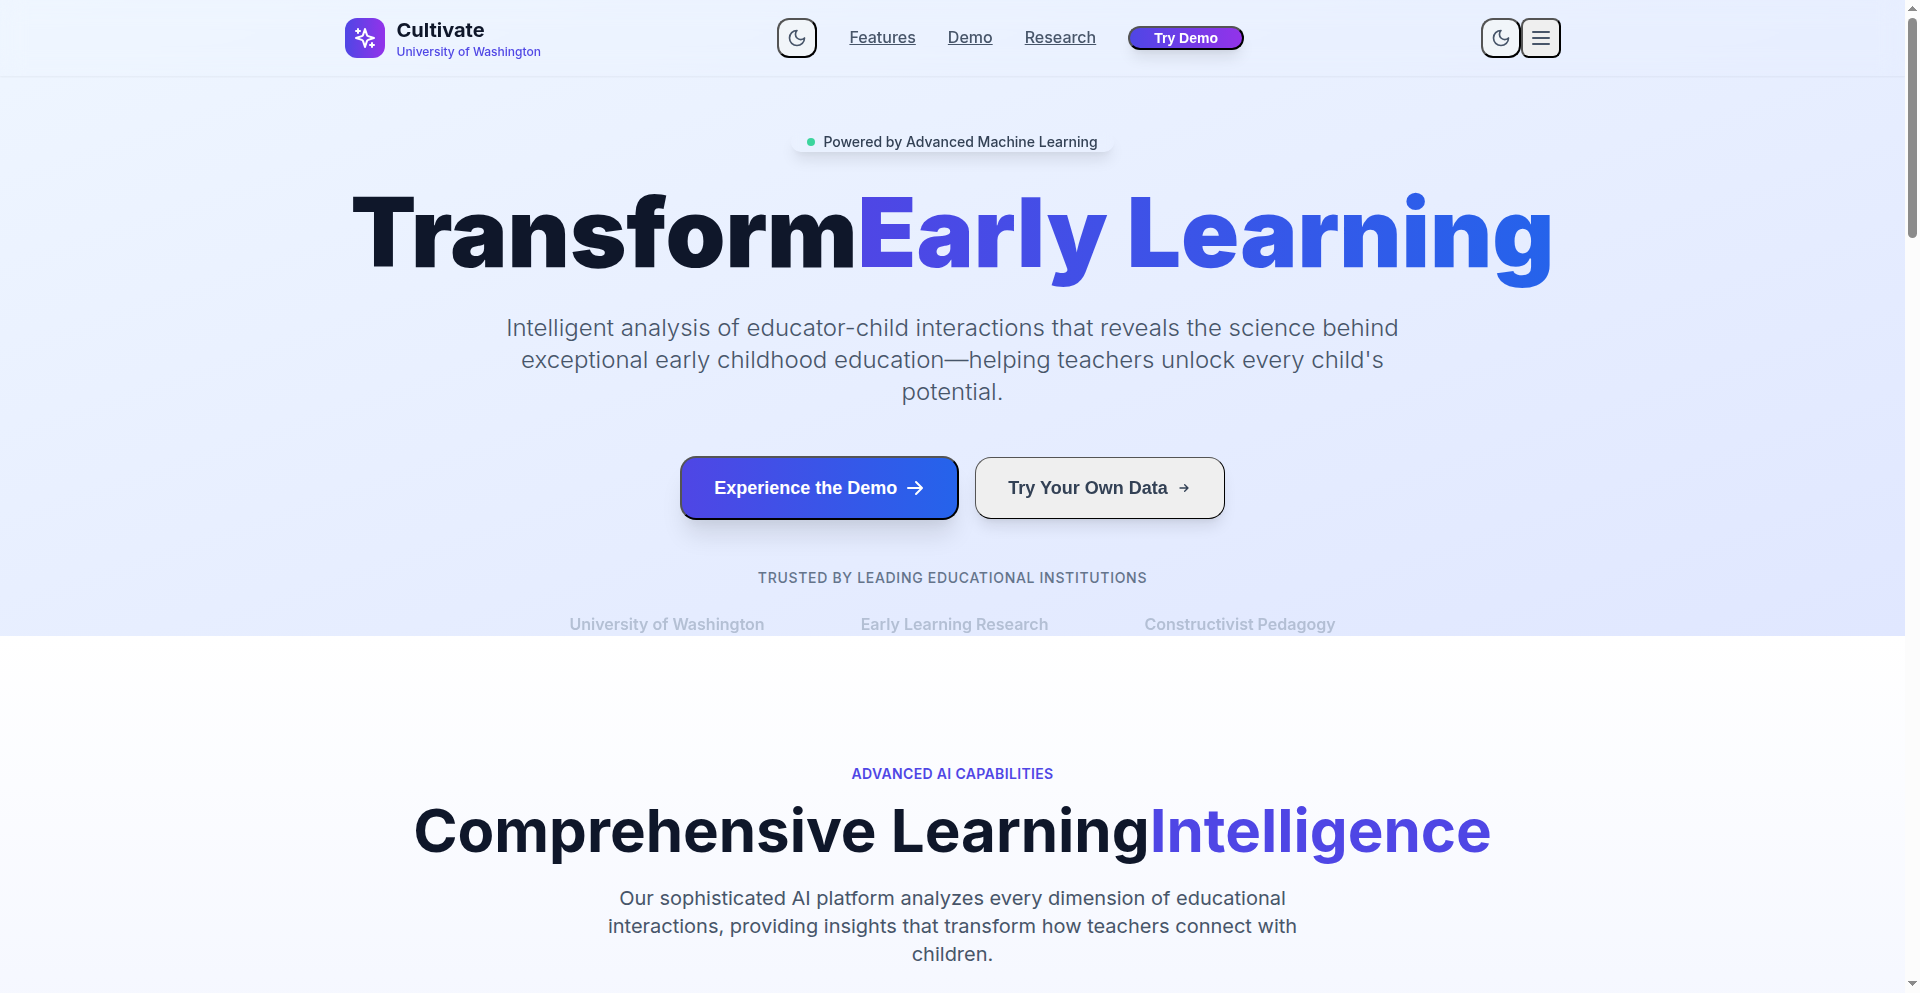 Cultivate
University of Washington
Features
Demo
Research
Try Demo
Powered by Advanced Machine Learning
TransformEarly Learning
Intelligent analysis of educator-child interactions that reveals the science behind
exceptional early childhood education—helping teachers unlock every child's
potential.
Experience the Demo
Try Your Own Data
TRUSTED BY LEADING EDUCATIONAL INSTITUTIONS
University of Washington
Early Learning Research
Constructivist Pedagogy
ADVANCED AI CAPABILITIES
Comprehensive LearningIntelligence
Our sophisticated AI platform analyzes every dimension of educational
interactions, providing insights that transform how teachers connect with
children.